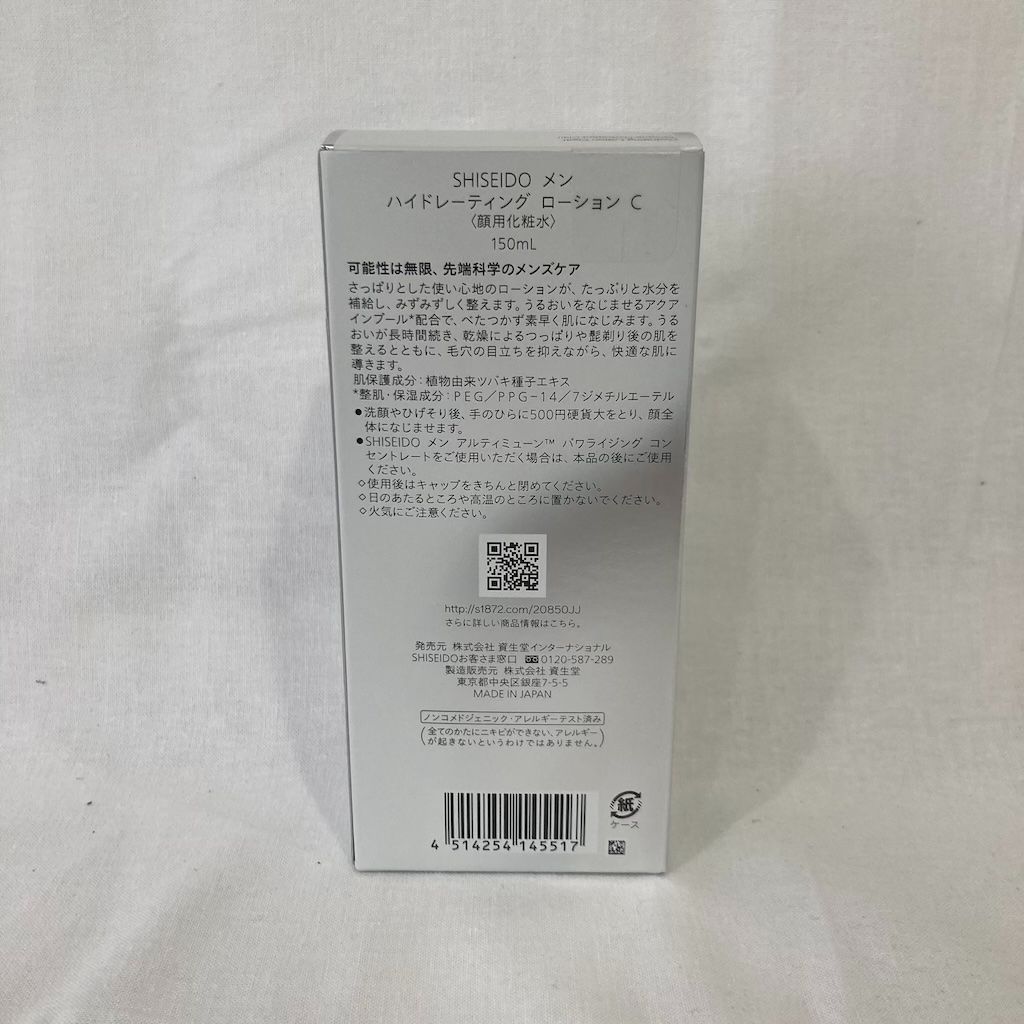 SHISEIDO メン
ハイドレーティング ローション C
〈顔用化粧水〉
150mL
可能性は無限、先端科学のメンズケア
さっぱりとした使い心地のローションが、たっぷりと水分を
補給し、みずみずしく整えます。うるおいをなじませるアクア
インプール*配合で、べたつかず素早く肌になじみます。うる
おいが長時間続き、乾燥によるつっぱりや髭剃り後の肌を
整えるとともに、毛穴の目立ちを抑えながら、快適な肌に
導きます。
肌保護成分：植物由来ツバキ種子エキス
*整肌・保湿成分：PEG／PPG−14／7ジメチルエーテル
●洗顔やひげそり後、手のひらに500円硬貨大をとり、顔全
体になじませます。
●SHISEIDO メン アルティミューン™ パワライジング コン
セントレートをご使用いただく場合は、本品の後にご使用
ください。
◇使用後はキャップをきちんと閉めてください。
◇日のあたるところや高温のところに置かないでください。
◇火気にご注意ください。
http://s1872.com/20850JJ
さらに詳しい商品情報はこちら。
発売元 株式会社 資生堂インターナショナル
SHISEIDOお客さま窓口 0120-587-289
製造販売元 株式会社 資生堂
東京都中央区銀座7-5-5
MADE IN JAPAN
ノンコメドジェニック・アレルギーテスト済み
(全てのかたにニキビができない、アレルギー
が起きないというわけではありません。)
紙
ケース
4 514254 145517